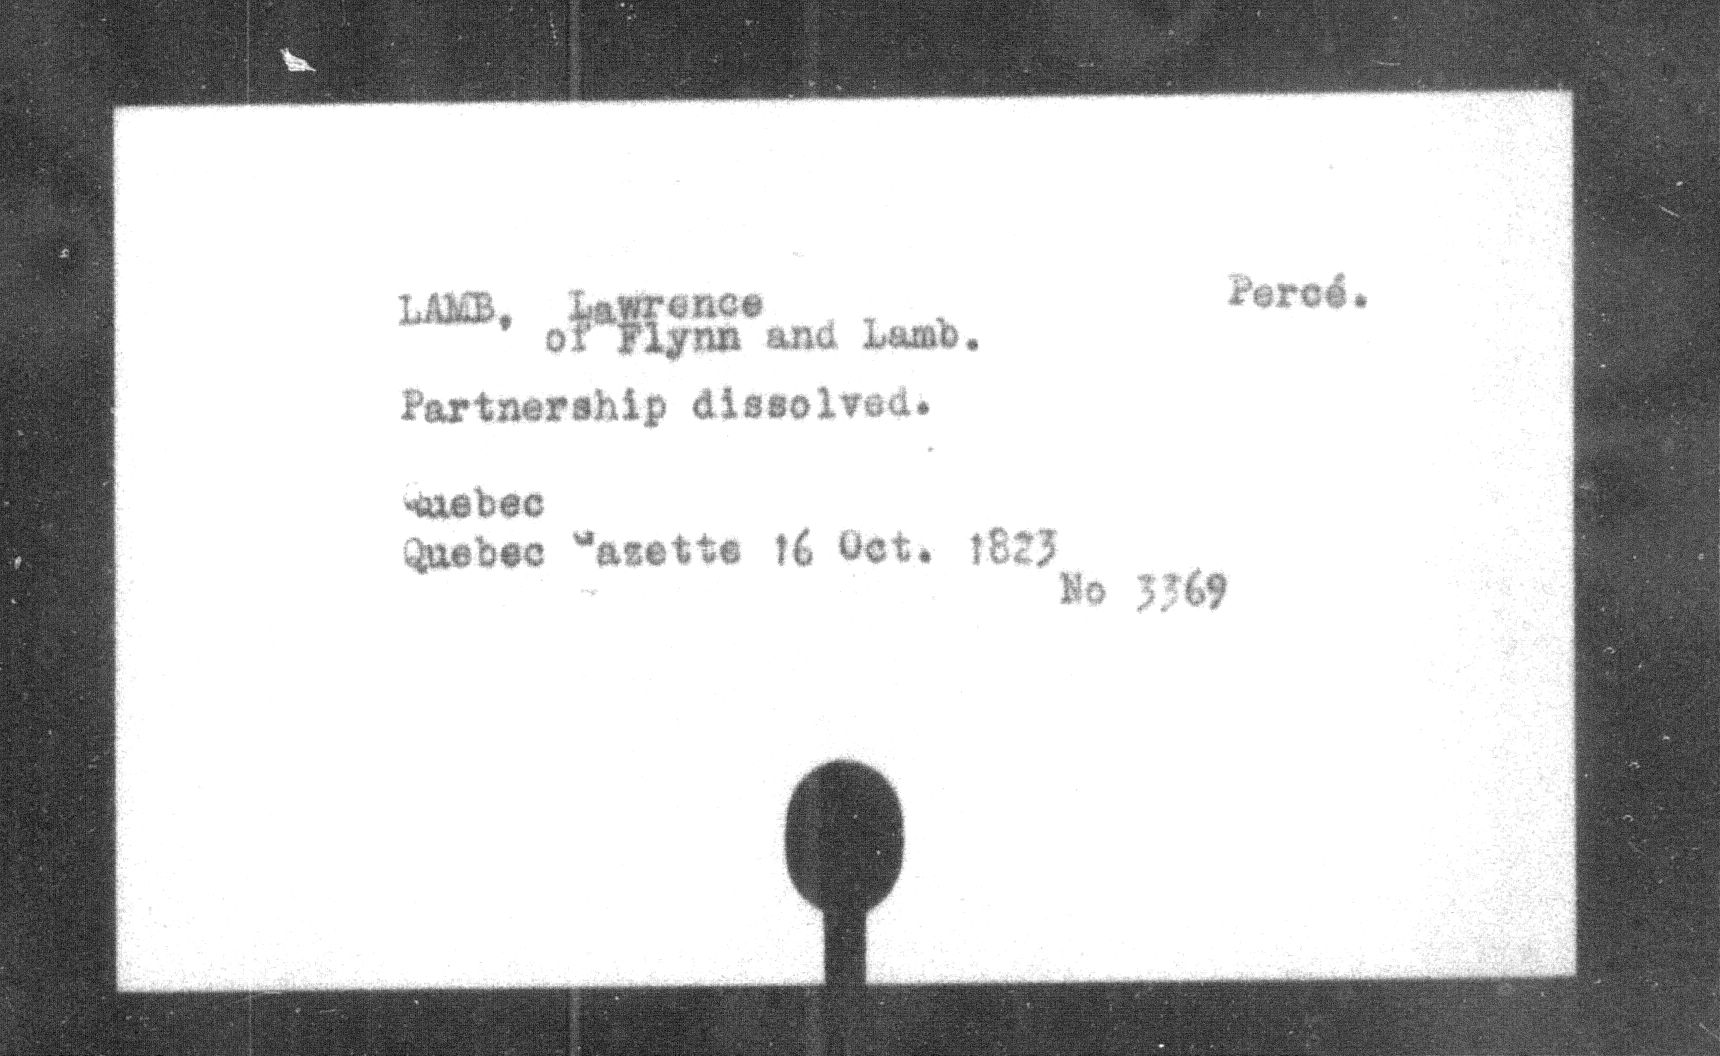 LAMB, Lawrence
Percé.
of Flynn and Lamb.
Partnership dissolved.
Quebec
Quebec Gazette 16 Oct. 1823
No 3369